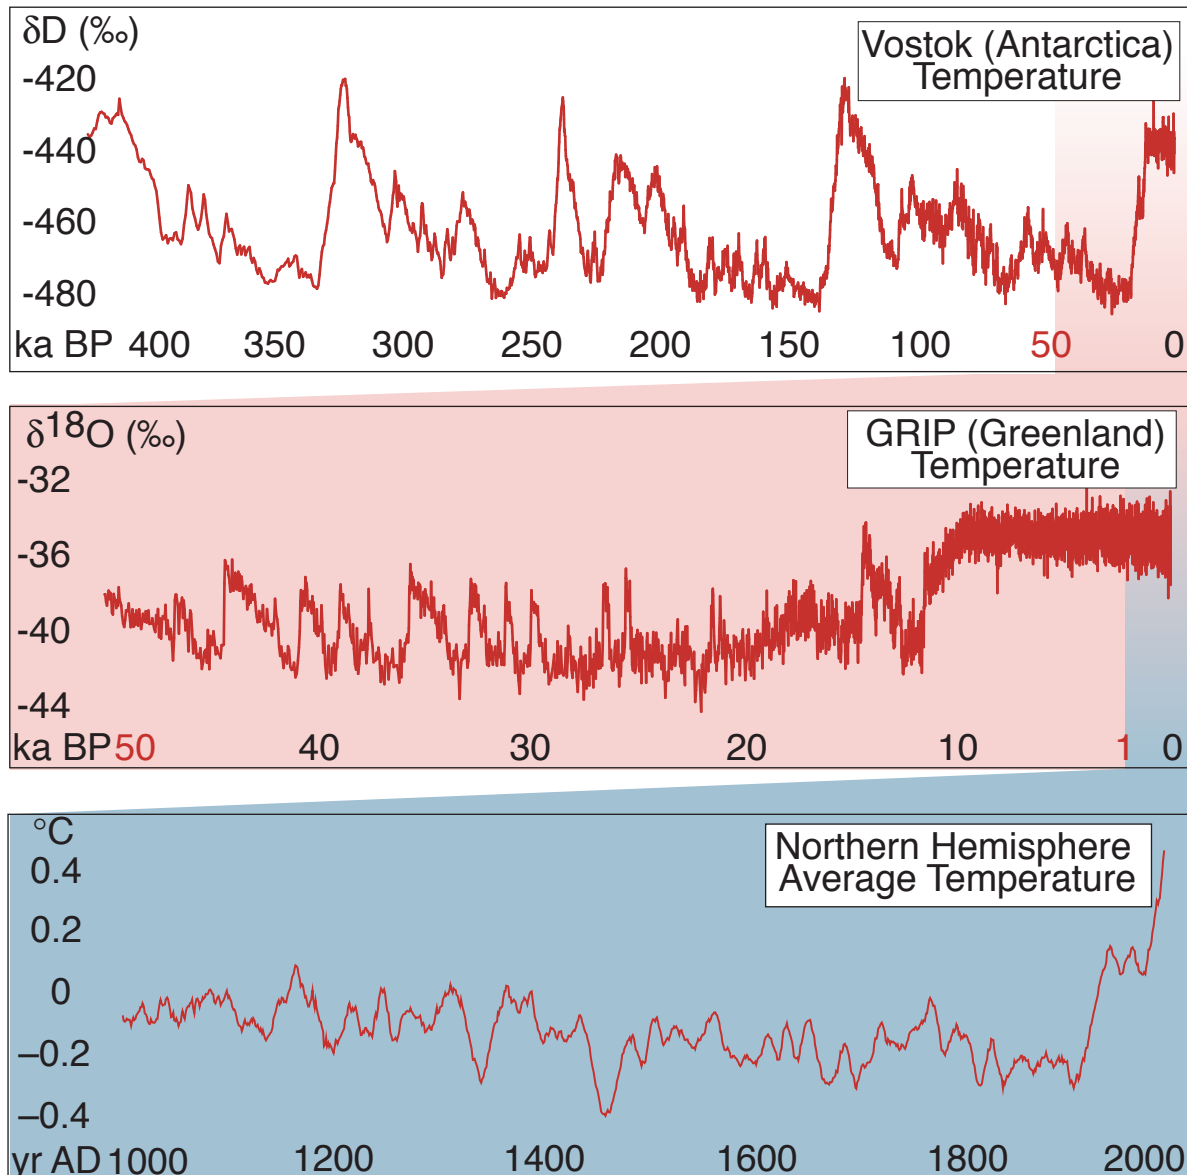 δD (‰)
Vostok (Antarctica)
Temperature
-420
-440
-460
-480
ka BP 400 350 300 250 200 150 100 50 0
δ18O (‰)
GRIP (Greenland)
Temperature
-32
-36
-40
-44
ka BP 50 40 30 20 10 1 0
°C
Northern Hemisphere
Average Temperature
0.4
0.2
0
–0.2
–0.4
yr AD 1000 1200 1400 1600 1800 2000